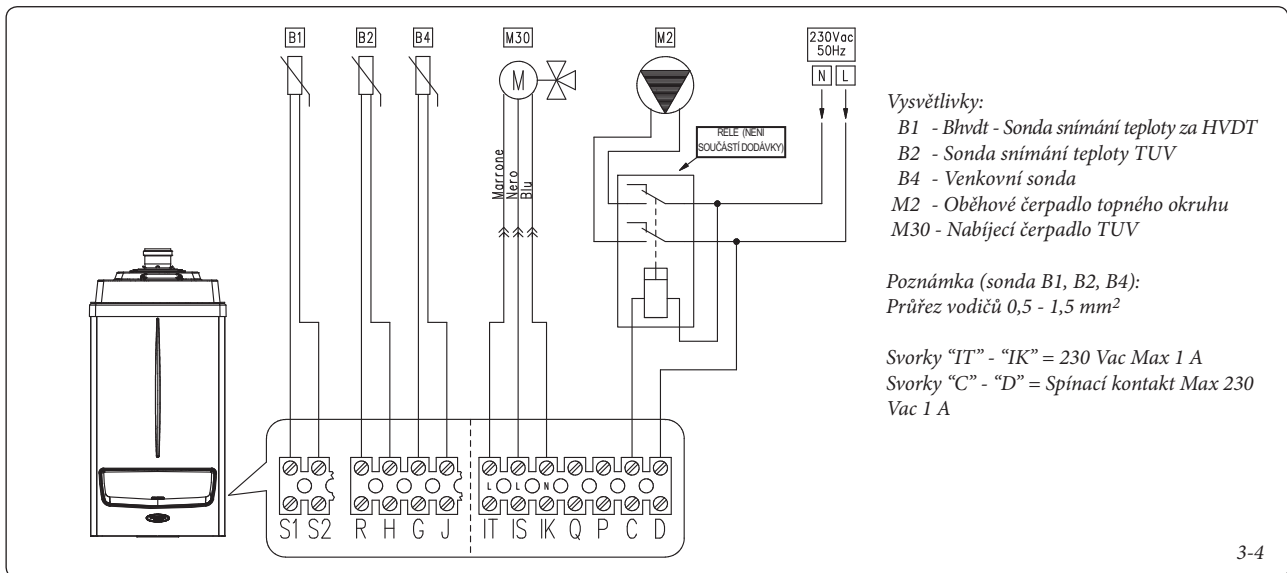 B1 B2 B4 M30 M2 230Vac
50Hz
N L
M
RELÉ (NENÍ
SOUČÁSTÍ DODÁVKY)
Marrone
Nero
Blu
Vysvětlivky:
B1 - Bhvdt - Sonda snímání teploty za HVDT
B2 - Sonda snímání teploty TUV
B4 - Venkovní sonda
M2 - Oběhové čerpadlo topného okruhu
M30 - Nabíjecí čerpadlo TUV
Poznámka (sonda B1, B2, B4):
Průřez vodičů 0,5 - 1,5 mm²
Svorky “IT” - “IK” = 230 Vac Max 1 A
Svorky “C” - “D” = Spínací kontakt Max 230
Vac 1 A
L L N
S1 S2 R H G J IT IS IK Q P C D
3-4